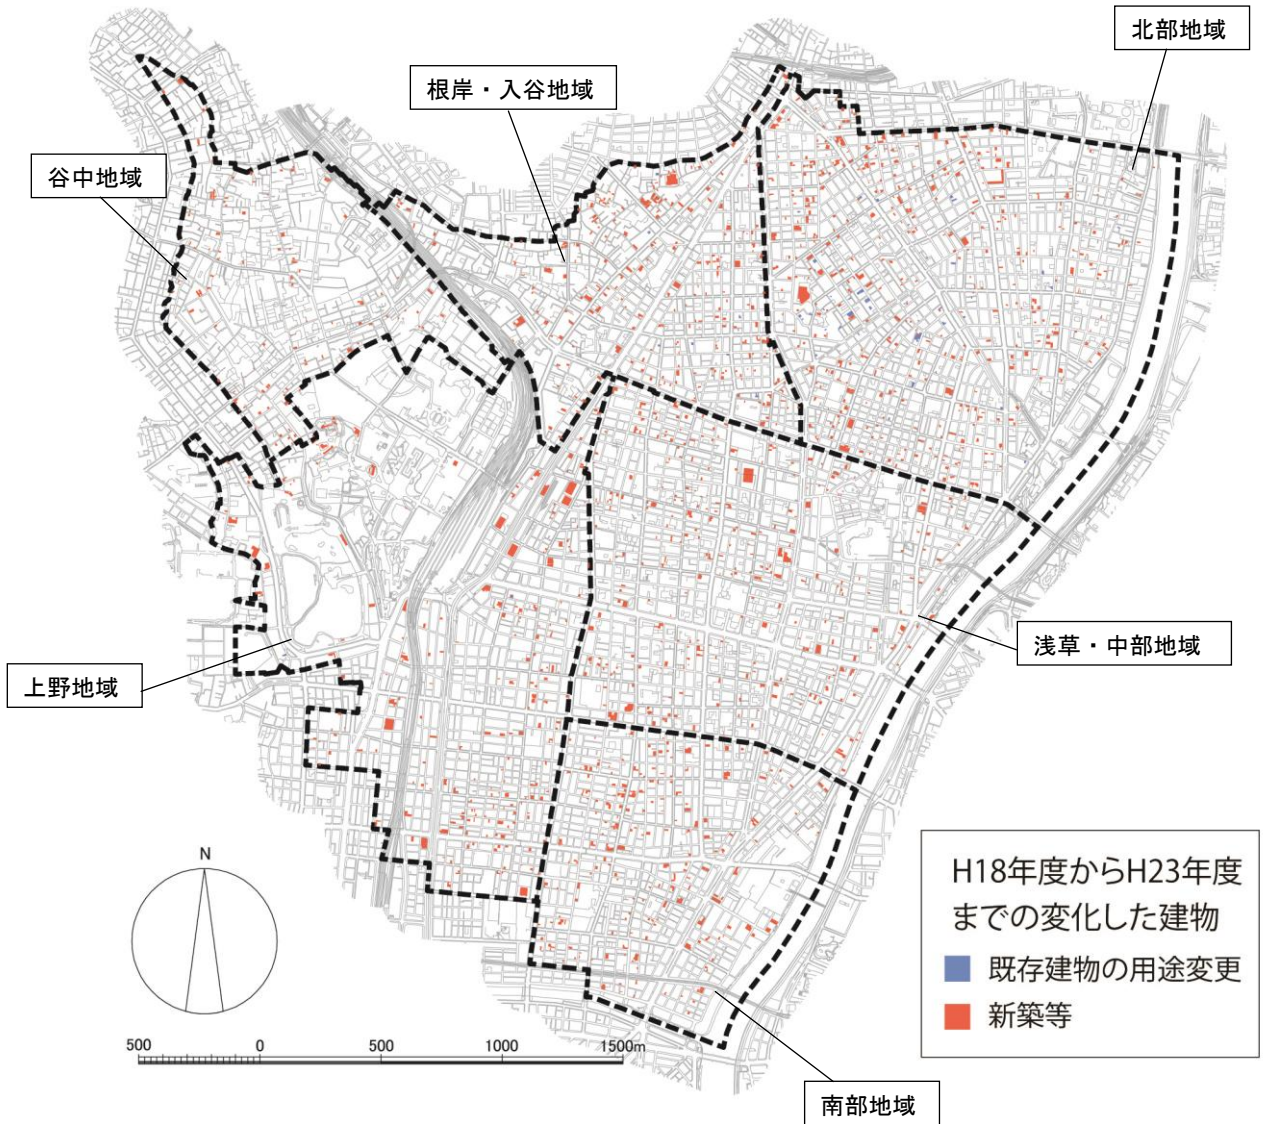 北部地域
根岸・入谷地域
谷中地域
浅草・中部地域
上野地域
N
500 0 500 1000 1500m
H18年度からH23年度
までの変化した建物
既存建物の用途変更
新築等
南部地域